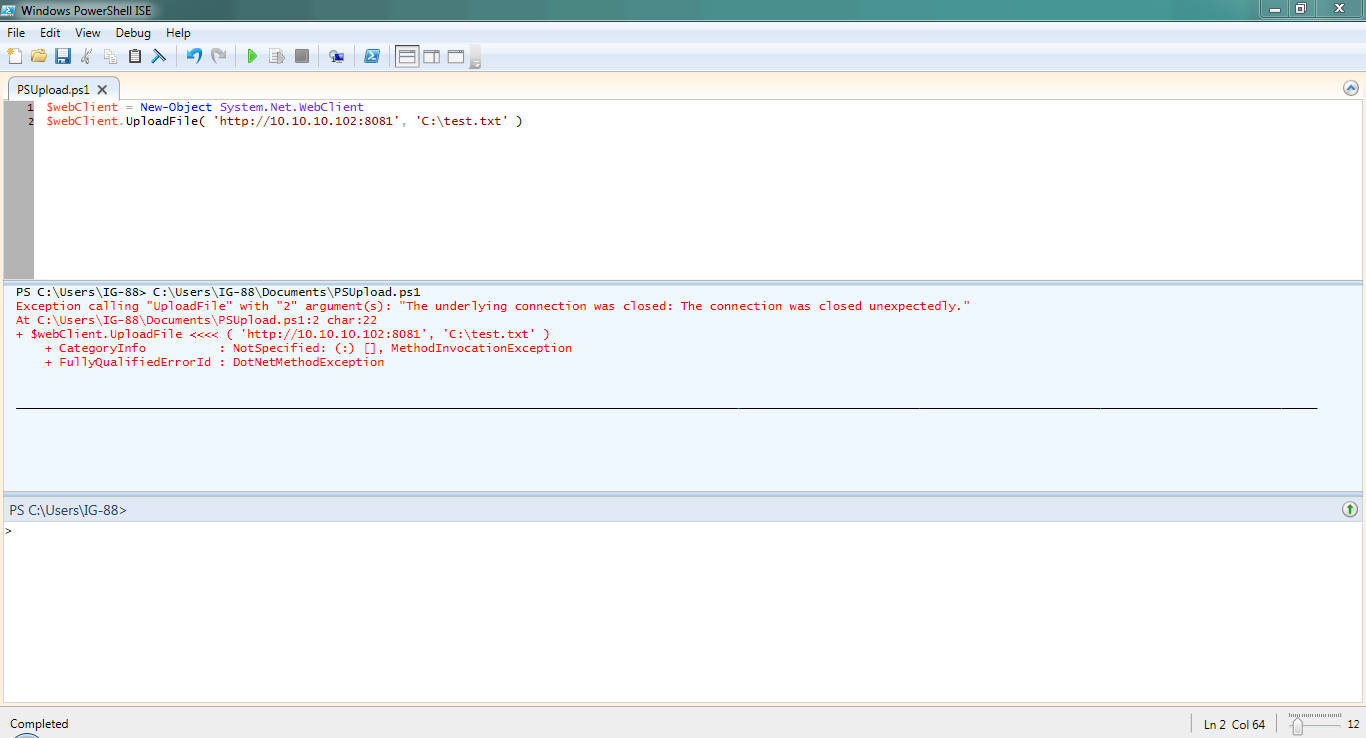 Windows PowerShell ISE
File Edit View Debug Help
PSUpload.ps1
1 $webClient = New-Object System.Net.WebClient
2 $webClient.UploadFile( 'http://10.10.10.102:8081', 'C:\test.txt' )
PS C:\Users\IG-88> C:\Users\IG-88\Documents\PSUpload.ps1
Exception calling "UploadFile" with "2" argument(s): "The underlying connection was closed: The connection was closed unexpectedly."
At C:\Users\IG-88\Documents\PSUpload.ps1:2 char:22
+ $webClient.UploadFile <<<< ( 'http://10.10.10.102:8081', 'C:\test.txt' )
    + CategoryInfo          : NotSpecified: (:) [], MethodInvocationException
    + FullyQualifiedErrorId : DotNetMethodException
PS C:\Users\IG-88>
>
Completed
Ln 2 Col 64
12